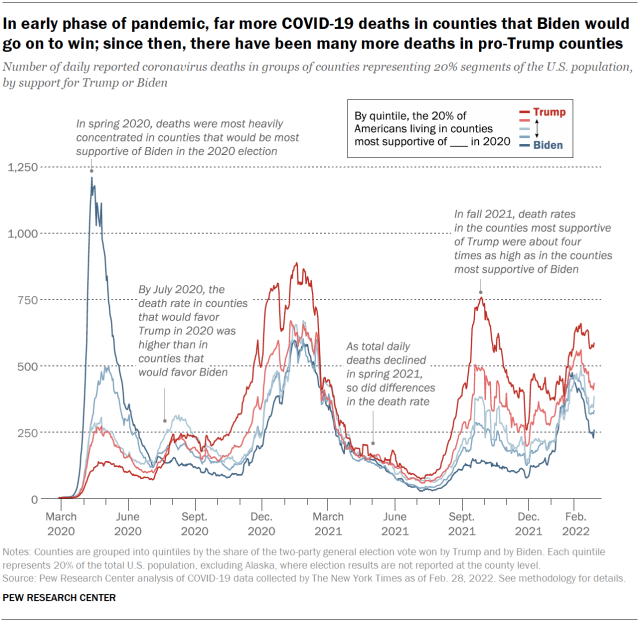 In early phase of pandemic, far more COVID-19 deaths in counties that Biden would
go on to win; since then, there have been many more deaths in pro-Trump counties
Number of daily reported coronavirus deaths in groups of counties representing 20% segments of the U.S. population,
by support for Trump or Biden
In spring 2020, deaths were most heavily
concentrated in counties that would be most
supportive of Biden in the 2020 election
By quintile, the 20% of
Americans living in counties
most supportive of ___ in 2020
Trump
Biden
1,250
1,000
750
500
250
0
By July 2020, the
death rate in counties
that would favor
Trump in 2020 was
higher than in
counties that
would favor Biden
As total daily
deaths declined
in spring 2021,
so did differences
in the death rate
In fall 2021, death rates
in the counties most supportive
of Trump were about four
times as high as in the counties
most supportive of Biden
March
2020
June
2020
Sept.
2020
Dec.
2020
March
2021
June
2021
Sept.
2021
Dec.
2021
Feb.
2022
Notes: Counties are grouped into quintiles by the share of the two-party general election vote won by Trump and by Biden. Each quintile
represents 20% of the total U.S. population, excluding Alaska, where election results are not reported at the county level.
Source: Pew Research Center analysis of COVID-19 data collected by The New York Times as of Feb. 28, 2022. See methodology for details.
PEW RESEARCH CENTER